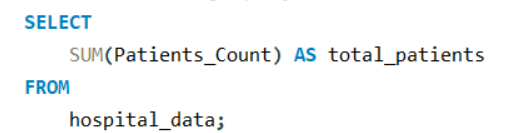 SELECT
SUM(Patients_Count) AS total_patients
FROM
hospital_data;